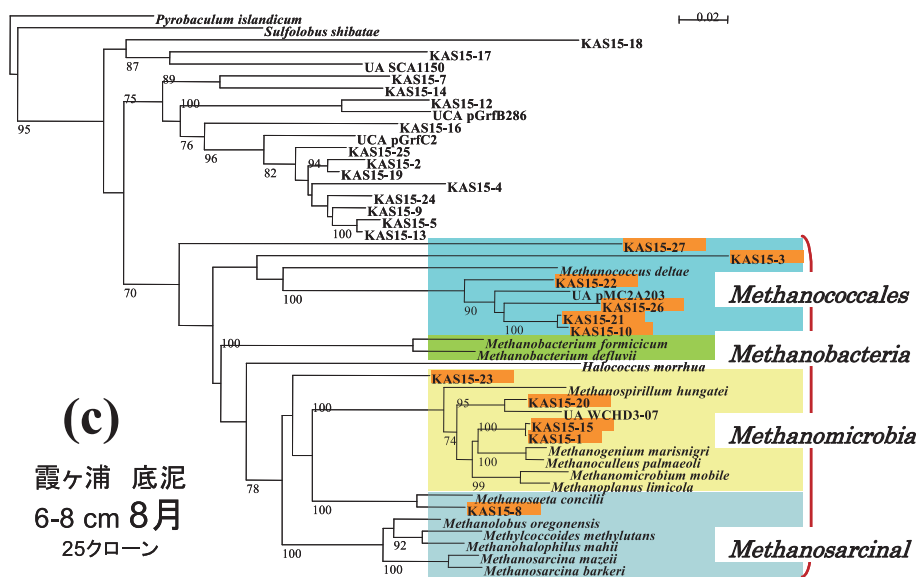 Pyrobaculum islandicum
0.02
Sulfolobus shibatae
KAS15-18
87
KAS15-17
UA SCA1150
89
KAS15-7
KAS15-14
75
100
KAS15-12
UCA pGrfB286
95
KAS15-16
76
UCA pGrfC2
96
KAS15-25
94
KAS15-2
82
KAS15-19
KAS15-4
KAS15-24
KAS15-9
KAS15-5
100
KAS15-13
KAS15-27
KAS15-3
Methanococcus deltae
70
100
KAS15-22
Methanococcales
UA pMC2A203
90
KAS15-26
KAS15-21
100
KAS15-10
100
Methanobacterium formicicum
Methanobacterium defluvii
Methanobacteria
Halococcus morrhua
KAS15-23
Methanospirillum hungatei
95
KAS15-20
100
UA WCHD3-07
KAS15-15
100
KAS15-1
74
Methanomicrobia
Methanogenium marisnigri
100
Methanoculleus palmaeoli
Methanomicrobium mobile
99
Methanoplanus limicola
78
Methanosaeta concilii
KAS15-8
100
Methanolobus oregonensis
Methylcoccoides methylutans
92
Methanohalophilus mahii
100
Methanosarcinal
Methanosarcina mazeii
100
Methanosarcina barkeri
(c)
霞ヶ浦 底泥
6-8 cm 8月
25クローン